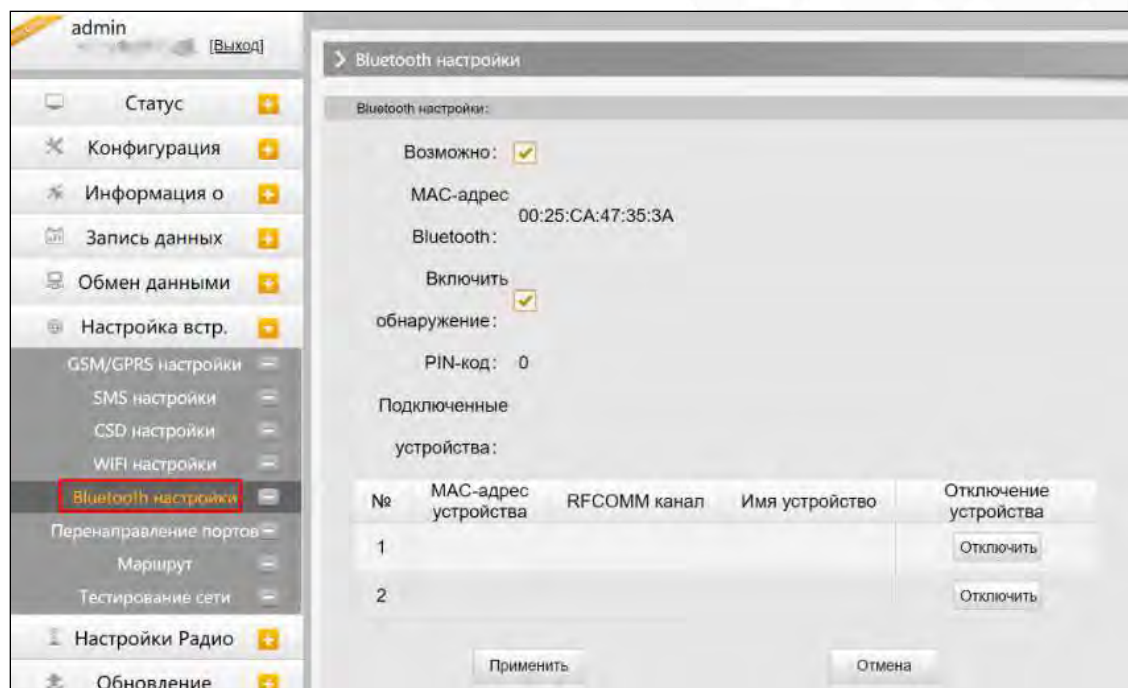 admin
[Выход]
Статус
Конфигурация
Информация о
Запись данных
Обмен данными
Настройка встр.
GSM/GPRS настройки
SMS настройки
CSD настройки
WIFI настройки
Bluetooth настройки
Перенаправление портов
Маршрут
Тестирование сети
Настройки Радио
Обновление
Bluetooth настройки
Bluetooth настройки:
Возможно:
MAC-адрес
Bluetooth:
00:25:CA:47:35:3A
Включить
обнаружение:
PIN-код: 0
Подключенные
устройства:
№ MAC-адрес устройства RFCOMM канал Имя устройство Отключение устройства
1 Отключить
2 Отключить
Применить Отмена